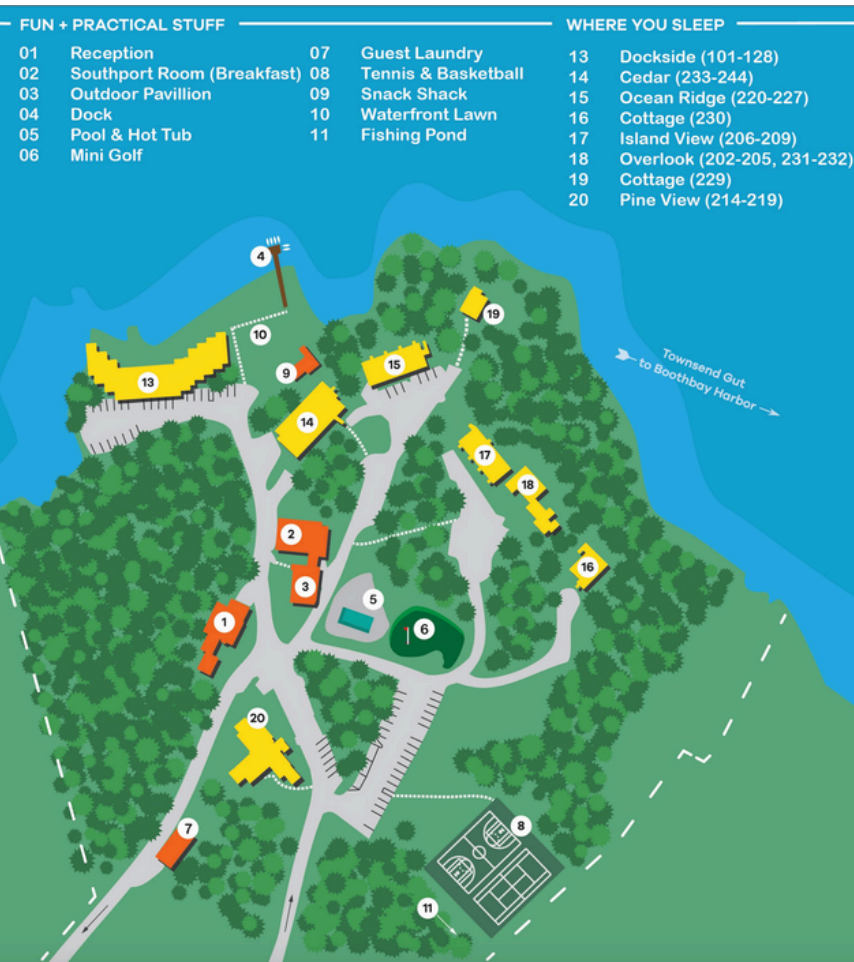 FUN + PRACTICAL STUFF
01 Reception
02 Southport Room (Breakfast)
03 Outdoor Pavillion
04 Dock
05 Pool & Hot Tub
06 Mini Golf
07 Guest Laundry
08 Tennis & Basketball
09 Snack Shack
10 Waterfront Lawn
11 Fishing Pond
WHERE YOU SLEEP
13 Dockside (101-128)
14 Cedar (233-244)
15 Ocean Ridge (220-227)
16 Cottage (230)
17 Island View (206-209)
18 Overlook (202-205, 231-232)
19 Cottage (229)
20 Pine View (214-219)
4
19
10
9
15
13
14
Townsend Gut
to Boothbay Harbor
17
18
2
16
3
5
1
6
20
7
8
11